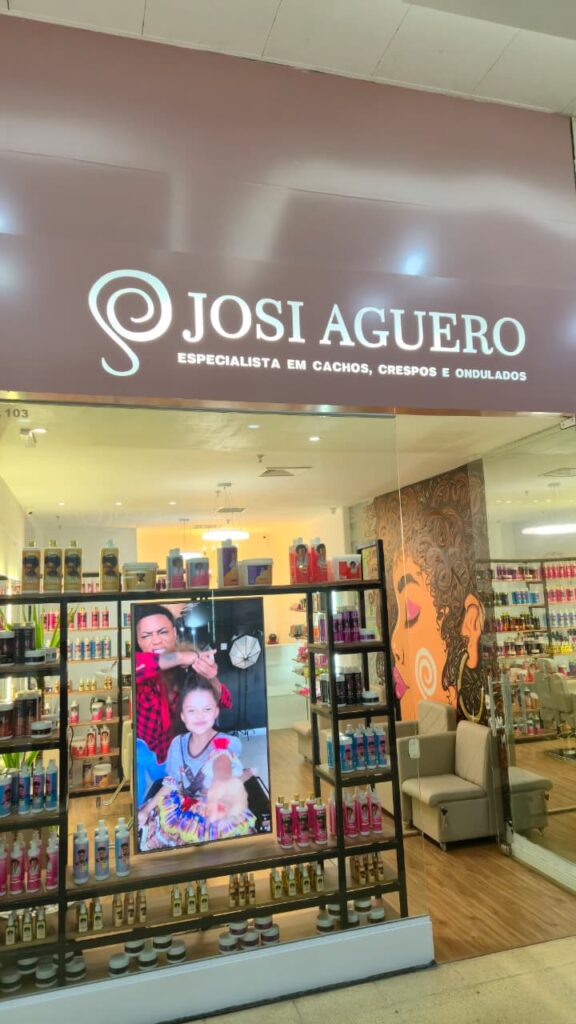 JOSI AGUERO
ESPECIALISTA EM CACHOS, CRESPOS E ONDULADOS
103